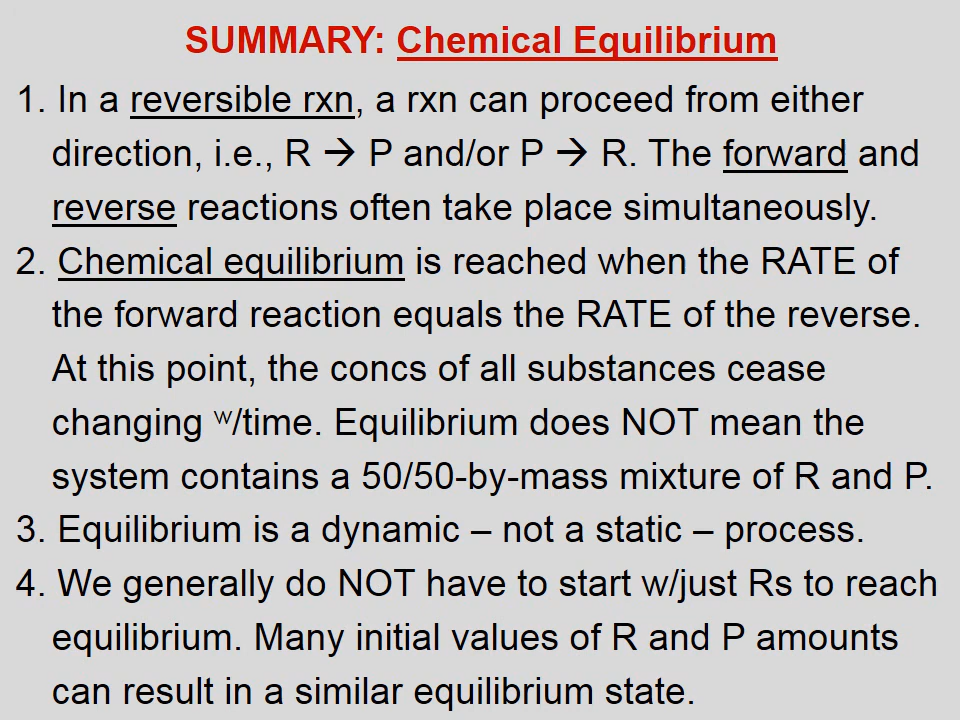 SUMMARY: Chemical Equilibrium
1. In a reversible rxn, a rxn can proceed from either
direction, i.e., R → P and/or P → R. The forward and
reverse reactions often take place simultaneously.
2. Chemical equilibrium is reached when the RATE of
the forward reaction equals the RATE of the reverse.
At this point, the concs of all substances cease
changing w/time. Equilibrium does NOT mean the
system contains a 50/50-by-mass mixture of R and P.
3. Equilibrium is a dynamic – not a static – process.
4. We generally do NOT have to start w/just Rs to reach
equilibrium. Many initial values of R and P amounts
can result in a similar equilibrium state.